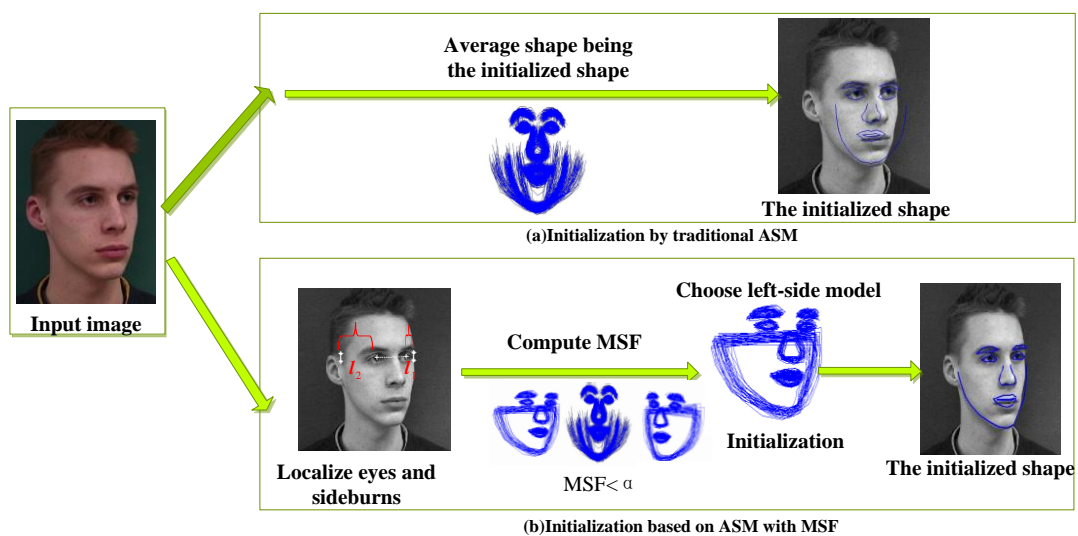 Average shape being
the initialized shape
The initialized shape
(a)Initialization by traditional ASM
Input image
l2
l1
Localize eyes and
sideburns
Compute MSF
MSF<α
Choose left-side model
Initialization
The initialized shape
(b)Initialization based on ASM with MSF